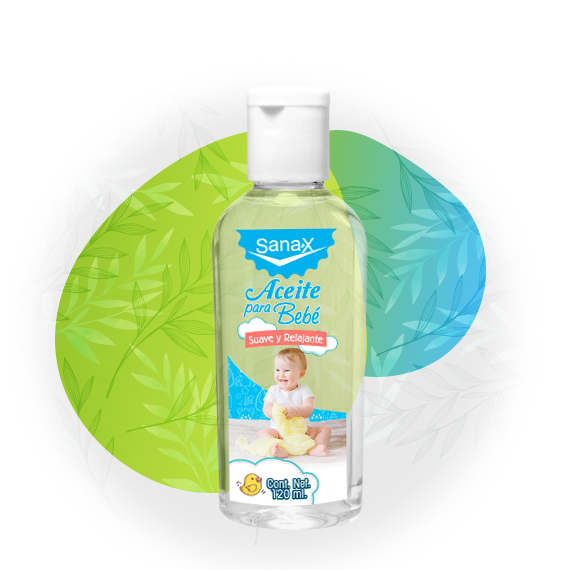 SanaX
Aceite
para Bebé
Suave y Relajante
Cont. Net.
120 ml.